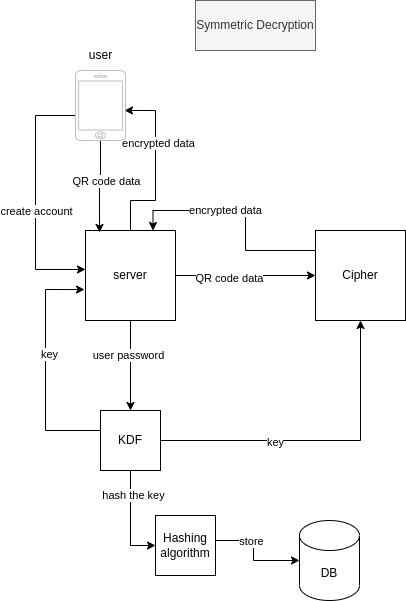 Symmetric Decryption
user
encrypted data
QR code data
create account
encrypted data
server
QR code data
Cipher
key
user password
KDF
key
hash the key
Hashing
algorithm
store
DB